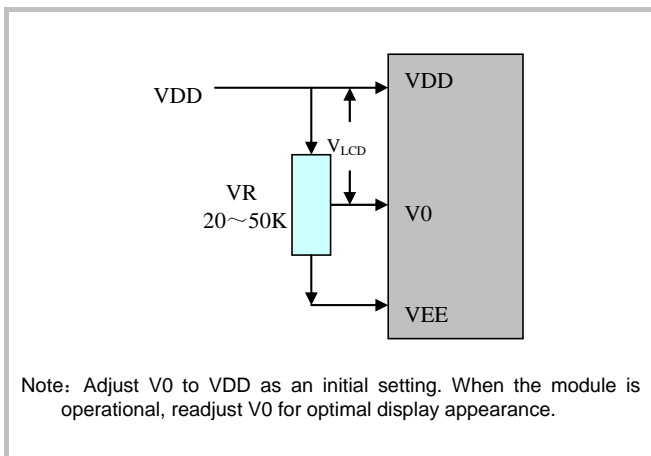 VDD
VDD
V_LCD
VR
20～50K
V0
VEE
Note：Adjust V0 to VDD as an initial setting. When the module is
operational, readjust V0 for optimal display appearance.